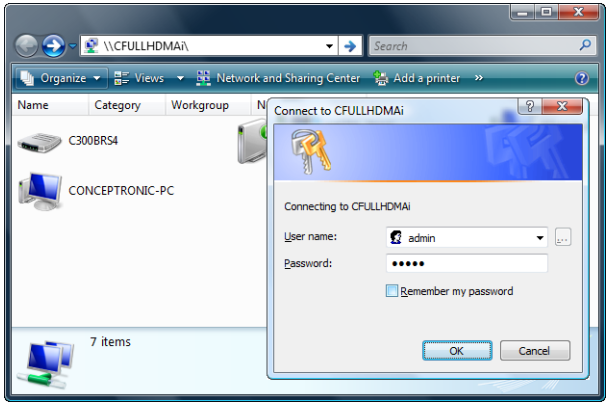 \\CFULLHDMAi\
Search
Organize
Views
Network and Sharing Center
Add a printer
»
?
Name
Category
Workgroup
N
C300BRS4
CONCEPTRONIC-PC
7 items
Connect to CFULLHDMAi
?
Connecting to CFULLHDMAi
User name:
admin
...
Password:
•••••
Remember my password
OK
Cancel